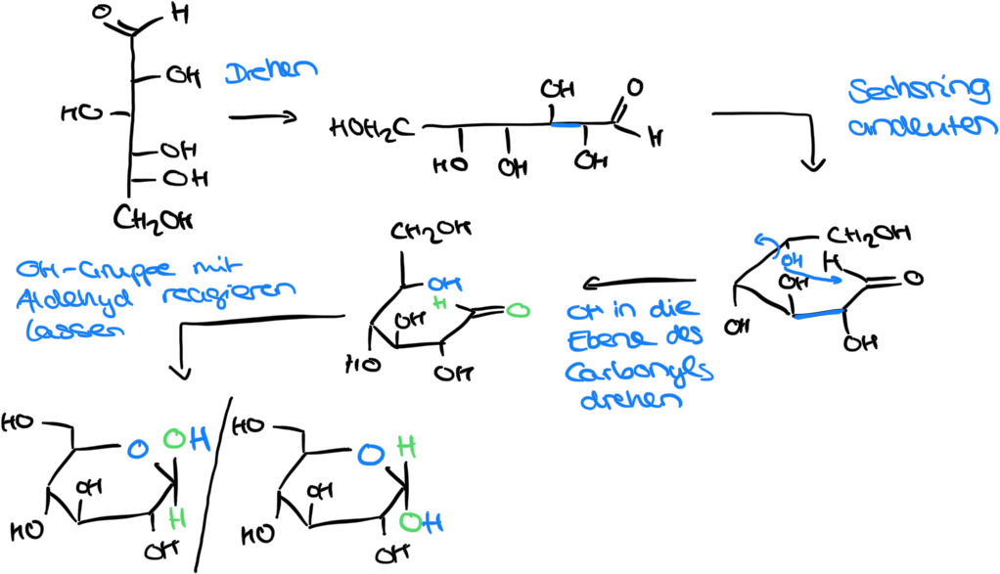 O H
OH
HO
OH
OH
CH₂OH
Drehen
OH O
HOH₂C
H
HO OH OH
Sechsring
andeuten
CH₂OH
OH
H
OH
O
OH
OH
OH in die
Ebene des
Carbonyls
drehen
CH₂OH
OH
H
OH
O
HO
OH
OH-Gruppe mit
Aldehyd reagieren
lassen
HO
O OH
OH
HO
H
OH
HO
O H
OH
HO
OH
OH